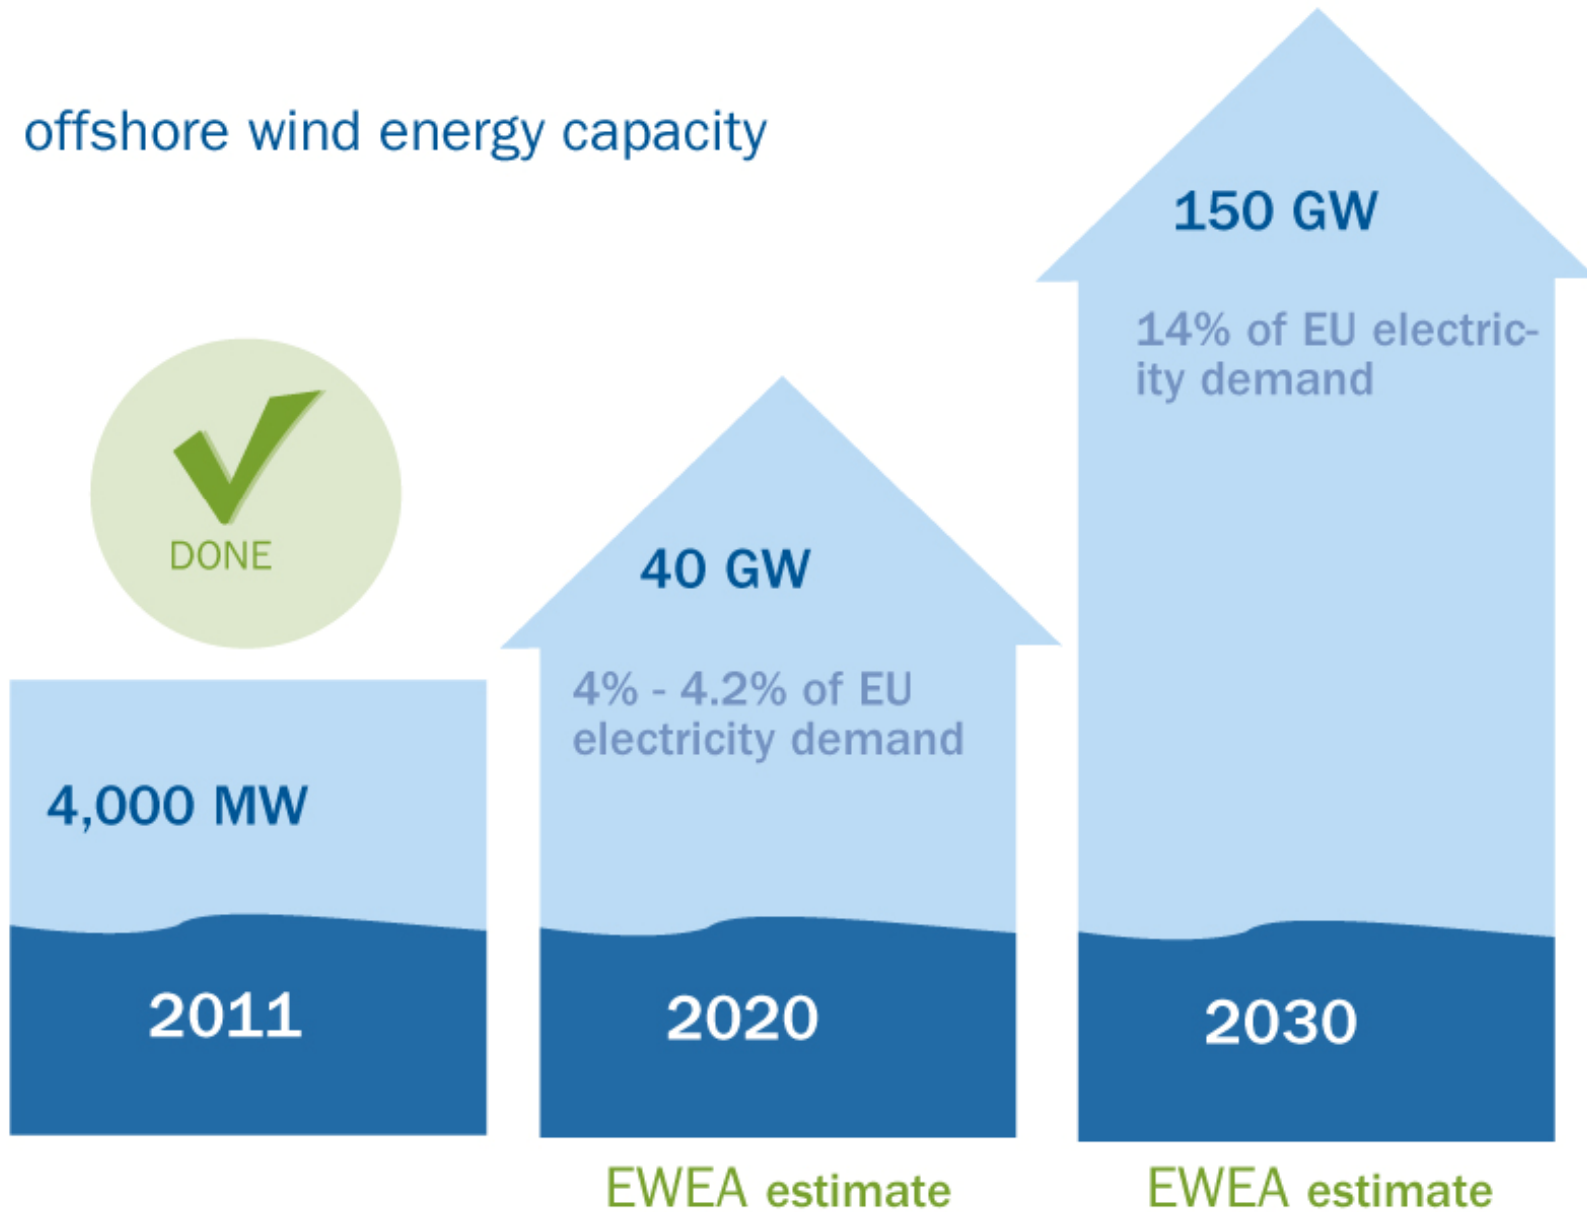 offshore wind energy capacity
DONE
4,000 MW
2011
40 GW
4% - 4.2% of EU
electricity demand
2020
EWEA estimate
150 GW
14% of EU electric-
ity demand
2030
EWEA estimate